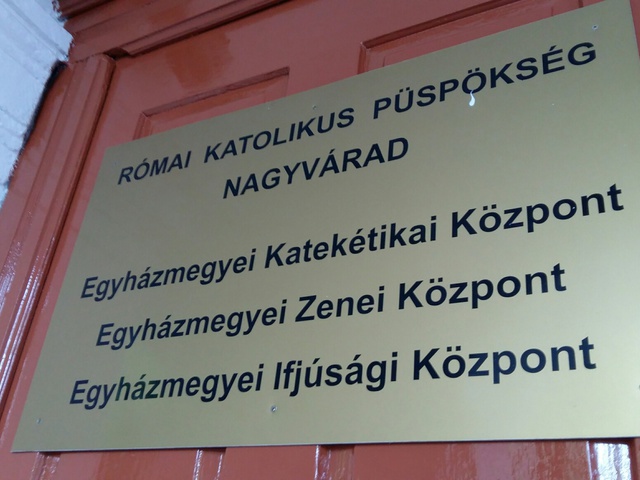 RÓMAI KATOLIKUS PÜSPÖKSÉG
NAGYVÁRAD
Egyházmegyei Katekétikai Központ
Egyházmegyei Zenei Központ
Egyházmegyei Ifjúsági Központ